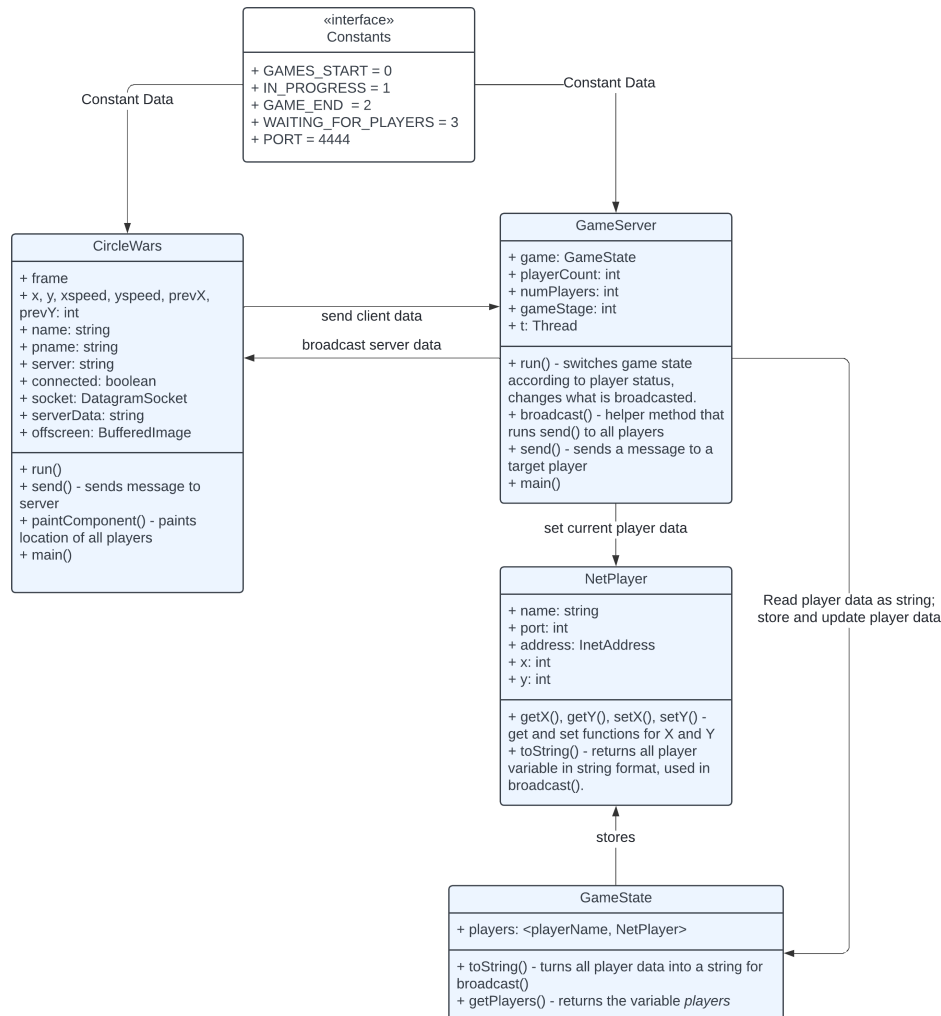 «interface»
Constants
+ GAMES_START = 0
+ IN_PROGRESS = 1
+ GAME_END  = 2
+ WAITING_FOR_PLAYERS = 3
+ PORT = 4444
Constant Data
Constant Data
CircleWars
+ frame
+ x, y, xspeed, yspeed, prevX,
prevY: int
+ name: string
+ pname: string
+ server: string
+ connected: boolean
+ socket: DatagramSocket
+ serverData: string
+ offscreen: BufferedImage
+ run()
+ send() - sends message to
server
+ paintComponent() - paints
location of all players
+ main()
send client data
broadcast server data
GameServer
+ game: GameState
+ playerCount: int
+ numPlayers: int
+ gameStage: int
+ t: Thread
+ run() - switches game state
according to player status,
changes what is broadcasted.
+ broadcast() - helper method that
runs send() to all players
+ send() - sends a message to a
target player
+ main()
set current player data
NetPlayer
+ name: string
+ port: int
+ address: InetAddress
+ x: int
+ y: int
+ getX(), getY(), setX(), setY() -
get and set functions for X and Y
+ toString() - returns all player
variable in string format, used in
broadcast().
Read player data as string;
store and update player data
stores
GameState
+ players: <playerName, NetPlayer>
+ toString() - turns all player data into a string for
broadcast()
+ getPlayers() - returns the variable players